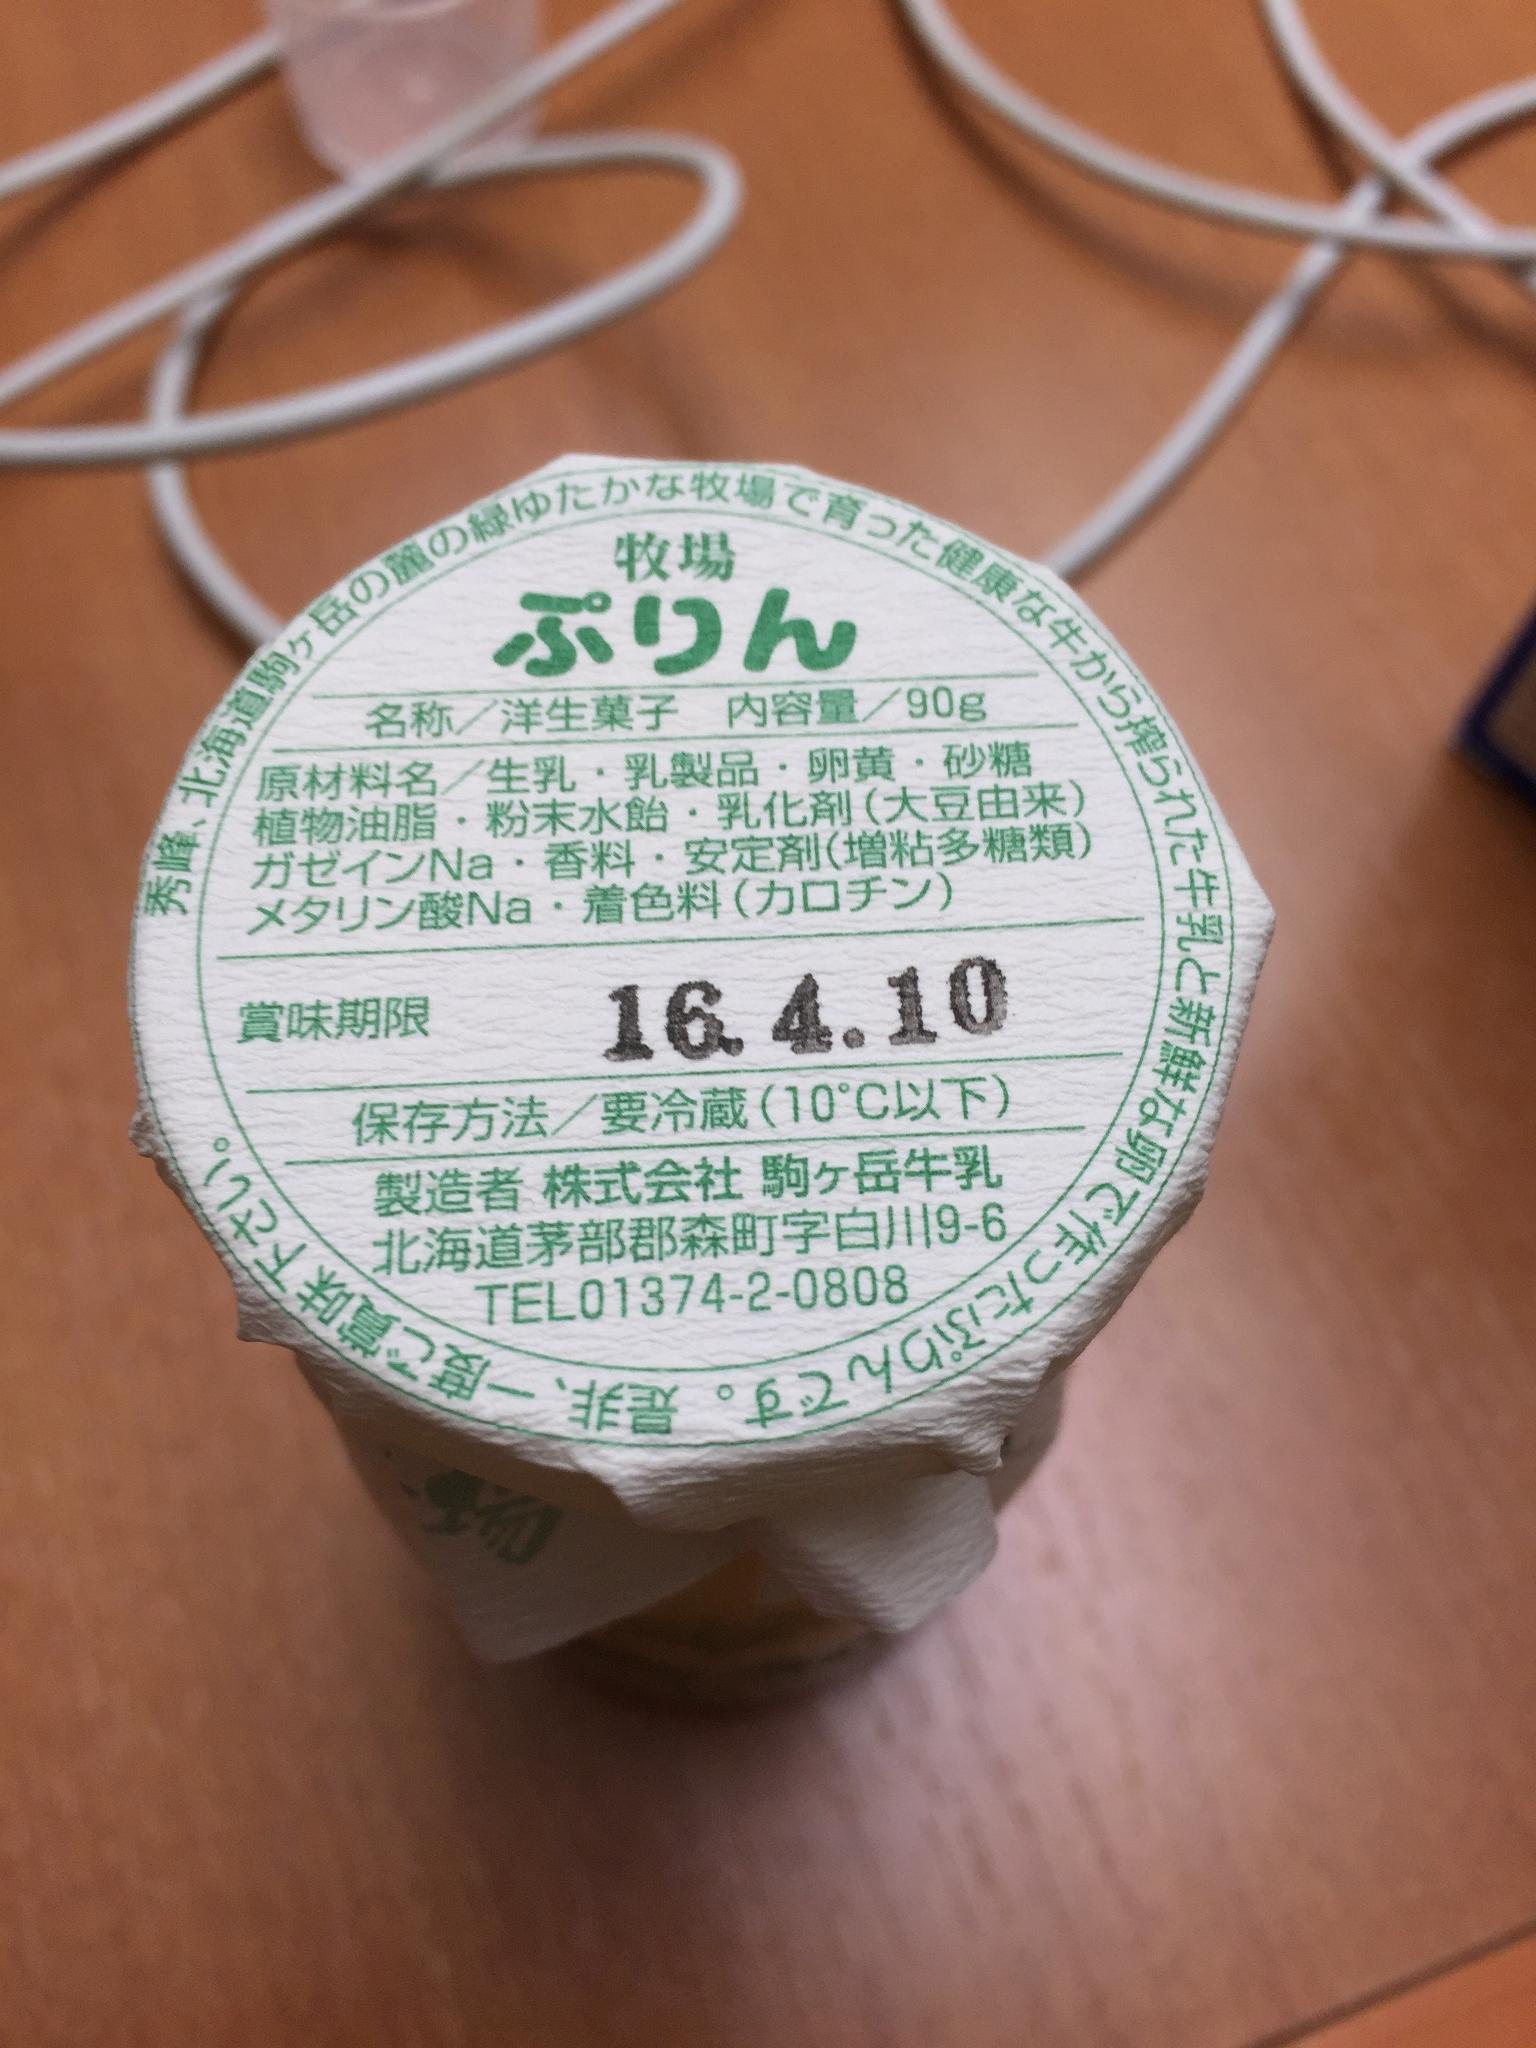 秀峰、北海道駒ヶ岳の麓の緑ゆたかな牧場で育った健康な牛から搾られた牛乳と新鮮な卵で作ったぷりんです。是非、一度ご賞味下さい。
牧場
ぷりん
名称／洋生菓子 内容量／90g
原材料名／生乳・乳製品・卵黄・砂糖
植物油脂・粉末水飴・乳化剤(大豆由来)
ガゼインNa・香料・安定剤(増粘多糖類)
メタリン酸Na・着色料(カロチン)
賞味期限 16.4.10
保存方法／要冷蔵(10℃以下)
製造者 株式会社 駒ヶ岳牛乳
北海道茅部郡森町字白川9-6
TEL01374-2-0808